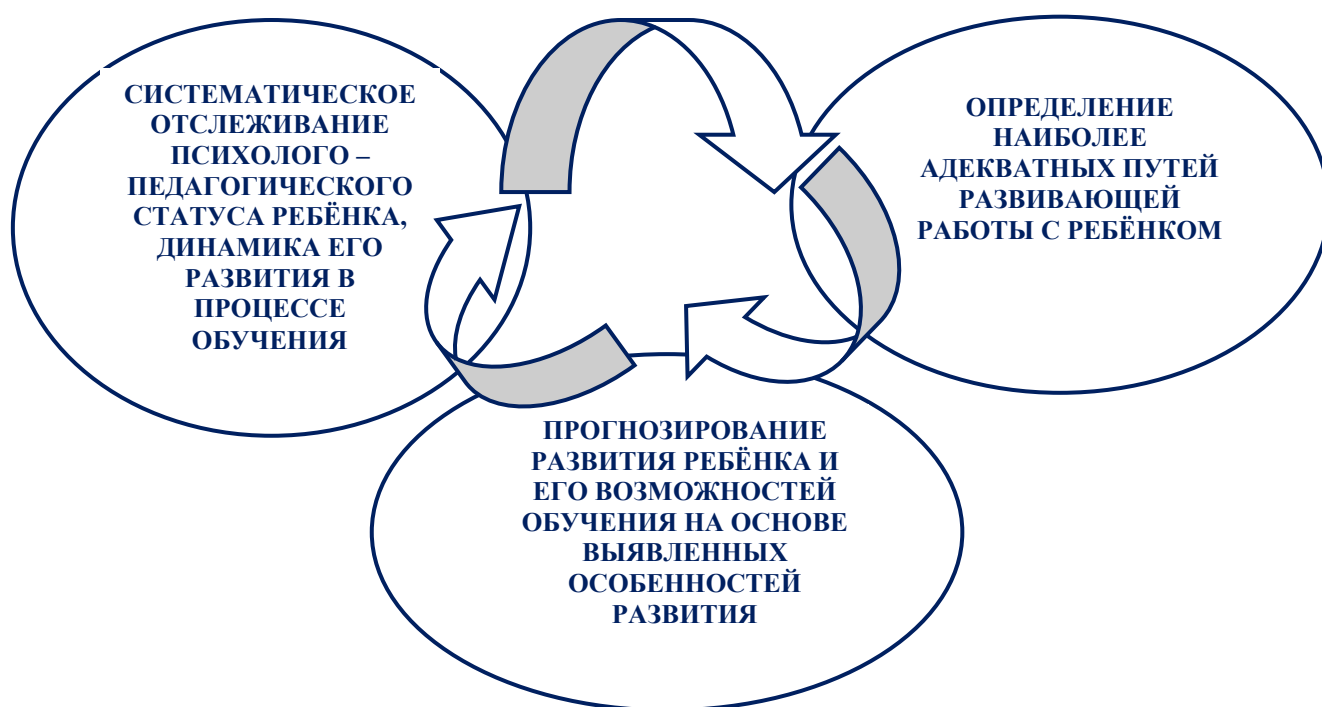 СИСТЕМАТИЧЕСКОЕ
ОТСЛЕЖИВАНИЕ
ПСИХОЛОГО –
ПЕДАГОГИЧЕСКОГО
СТАТУСА РЕБЁНКА,
ДИНАМИКА ЕГО
РАЗВИТИЯ В
ПРОЦЕССЕ
ОБУЧЕНИЯ
ОПРЕДЕЛЕНИЕ
НАИБОЛЕЕ
АДЕКВАТНЫХ ПУТЕЙ
РАЗВИВАЮЩЕЙ
РАБОТЫ С РЕБЁНКОМ
ПРОГНОЗИРОВАНИЕ
РАЗВИТИЯ РЕБЁНКА И
ЕГО ВОЗМОЖНОСТЕЙ
ОБУЧЕНИЯ НА ОСНОВЕ
ВЫЯВЛЕННЫХ
ОСОБЕННОСТЕЙ
РАЗВИТИЯ